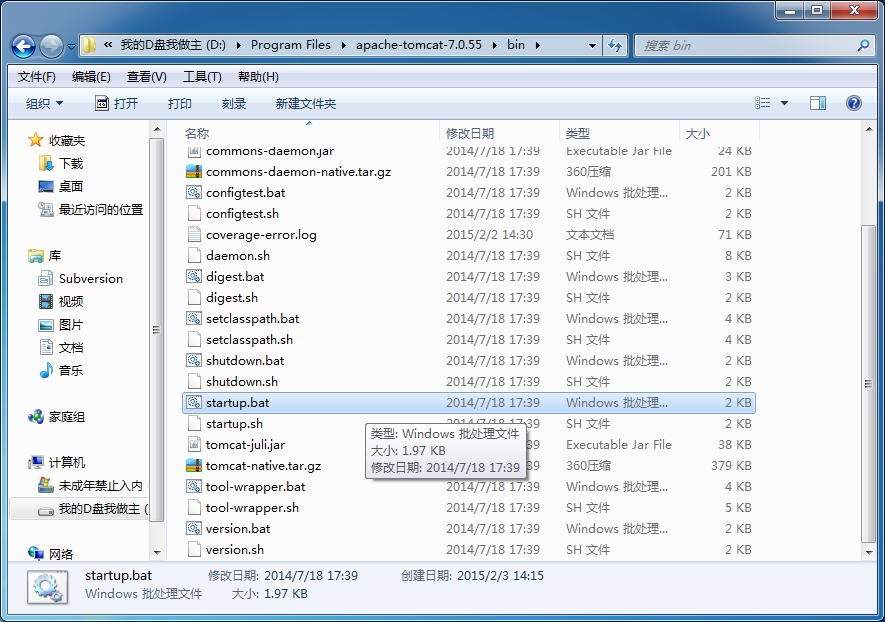 « 我的D盘我做主 (D:) Program Files apache-tomcat-7.0.55 bin
搜索 bin
文件(F) 编辑(E) 查看(V) 工具(T) 帮助(H)
组织 打开 打印 刻录 新建文件夹
收藏夹
下载
桌面
最近访问的位置
库
Subversion
视频
图片
文档
音乐
家庭组
计算机
未成年禁止入内
我的D盘我做主 (
网络
名称 修改日期 类型 大小
commons-daemon.jar 2014/7/18 17:39 Executable Jar File 24 KB
commons-daemon-native.tar.gz 2014/7/18 17:39 360压缩 201 KB
configtest.bat 2014/7/18 17:39 Windows 批处理... 2 KB
configtest.sh 2014/7/18 17:39 SH 文件 2 KB
coverage-error.log 2015/2/2 14:30 文本文档 71 KB
daemon.sh 2014/7/18 17:39 SH 文件 8 KB
digest.bat 2014/7/18 17:39 Windows 批处理... 3 KB
digest.sh 2014/7/18 17:39 SH 文件 2 KB
setclasspath.bat 2014/7/18 17:39 Windows 批处理... 4 KB
setclasspath.sh 2014/7/18 17:39 SH 文件 4 KB
shutdown.bat 2014/7/18 17:39 Windows 批处理... 2 KB
shutdown.sh 2014/7/18 17:39 SH 文件 2 KB
startup.bat 2014/7/18 17:39 Windows 批处理... 2 KB
startup.sh SH 文件 2 KB
tomcat-juli.jar :39 Executable Jar File 38 KB
tomcat-native.tar.gz :39 360压缩 379 KB
tool-wrapper.bat 2014/7/18 17:39 Windows 批处理... 4 KB
tool-wrapper.sh 2014/7/18 17:39 SH 文件 5 KB
version.bat 2014/7/18 17:39 Windows 批处理... 2 KB
version.sh 2014/7/18 17:39 SH 文件 2 KB
类型: Windows 批处理文件
大小: 1.97 KB
修改日期: 2014/7/18 17:39
startup.bat 修改日期: 2014/7/18 17:39 创建日期: 2015/2/3 14:15
Windows 批处理文件 大小: 1.97 KB